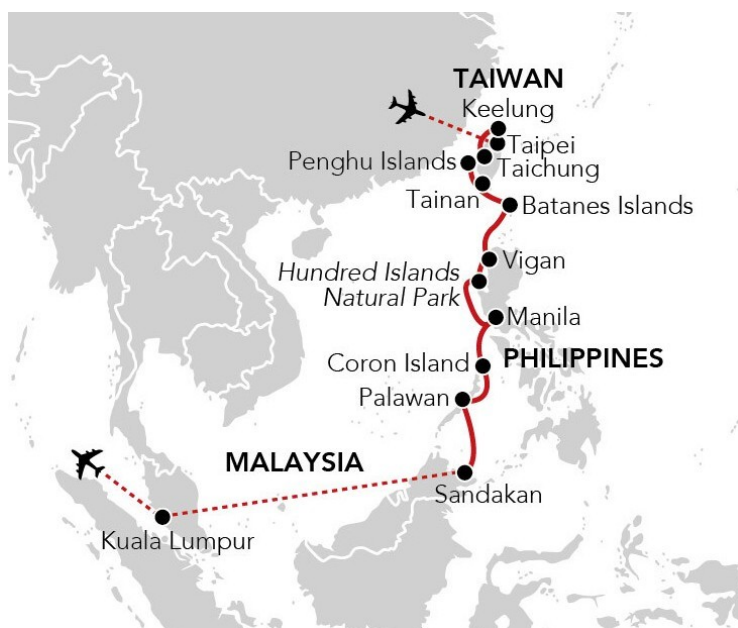 TAIWAN
Keelung
Taipei
Penghu Islands
Taichung
Tainan
Batanes Islands
Vigan
Hundred Islands
Natural Park
Manila
Coron Island
PHILIPPINES
Palawan
MALAYSIA
Sandakan
Kuala Lumpur